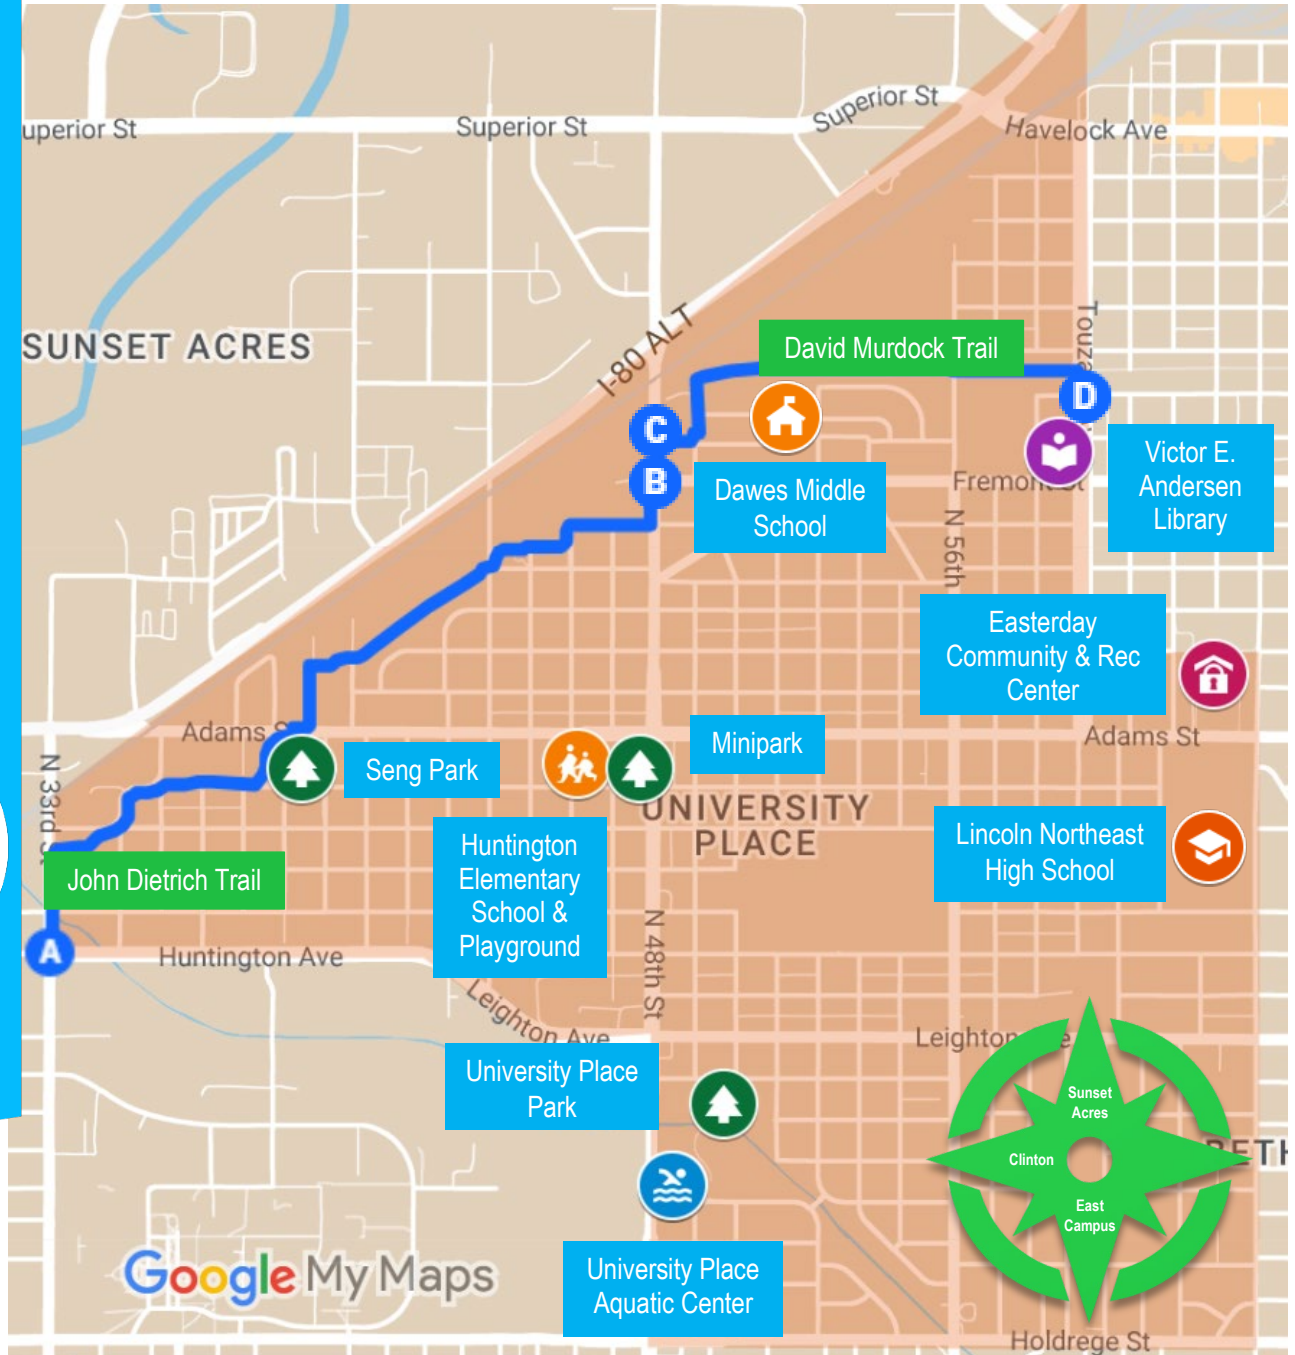 uperior St
Superior St
Superior St
Havelock Ave
SUNSET ACRES
I-80 ALT
Touza
David Murdock Trail
C
D
B
Dawes Middle
School
Fremont St
Victor E.
Andersen
Library
N 56th
Easterday
Community & Rec
Center
Adams St
Seng Park
Minipark
Adams St
N 33rd St
UNIVERSITY
PLACE
Huntington
Elementary
School &
Playground
Lincoln Northeast
High School
John Dietrich Trail
A
Huntington Ave
N 48th St
Leighton Ave
Leighton
University Place
Park
Sunset
Acres
Clinton
East
Campus
BETH
Google My Maps
University Place
Aquatic Center
Holdrege St